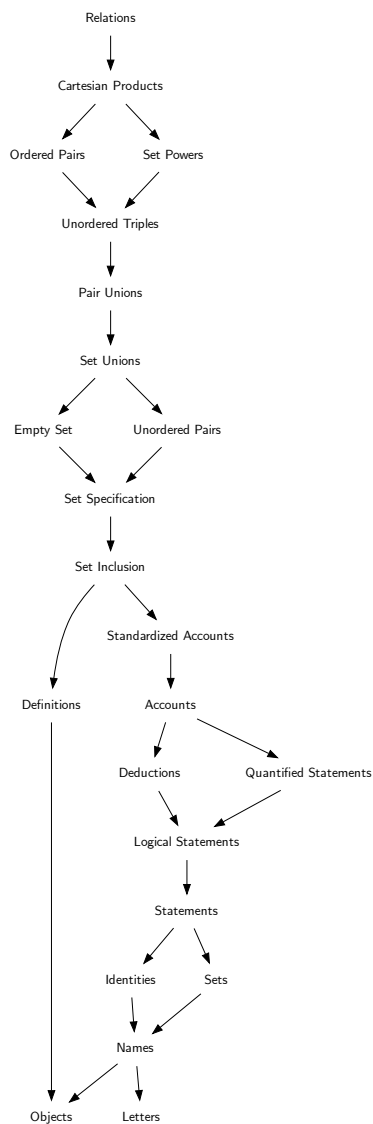 Relations
Cartesian Products
Ordered Pairs
Set Powers
Unordered Triples
Pair Unions
Set Unions
Empty Set
Unordered Pairs
Set Specification
Set Inclusion
Standardized Accounts
Definitions
Accounts
Deductions
Quantified Statements
Logical Statements
Statements
Identities
Sets
Names
Objects
Letters